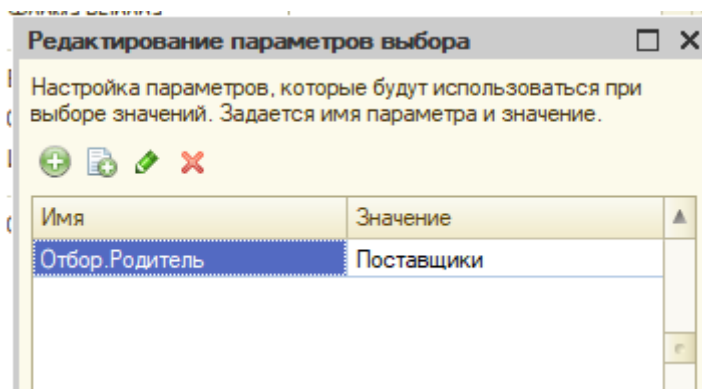 Редактирование параметров выбора
Настройка параметров, которые будут использоваться при
выборе значений. Задается имя параметра и значение.
Имя Значение
Отбор.Родитель Поставщики